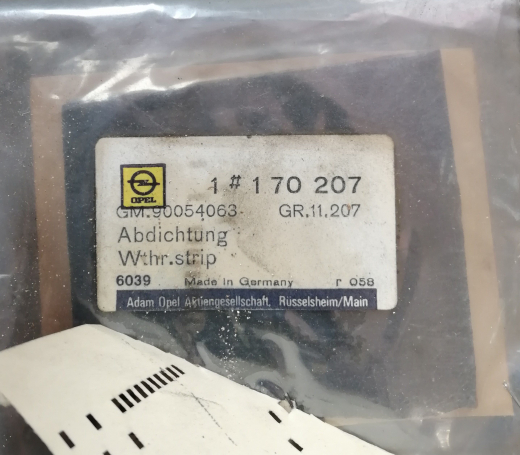 1 # 1 70 207
OPEL
GM.90054063 GR.11.207
Abdichtung
Wthr.strip
6039 Made in Germany r 058
Adam Opel Aktiengesellschaft. Rüsselsheim/Main